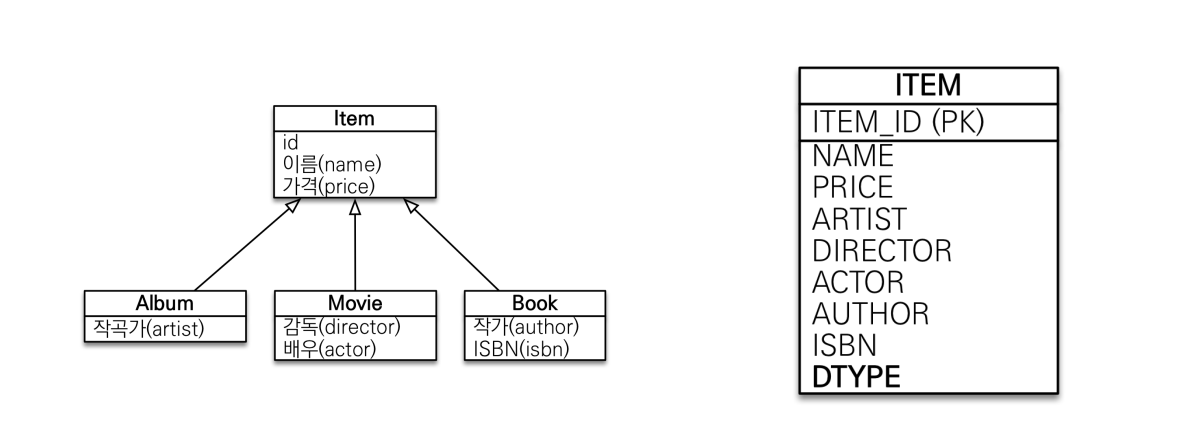 Item
id
이름(name)
가격(price)
Album
작곡가(artist)
Movie
감독(director)
배우(actor)
Book
작가(author)
ISBN(isbn)
ITEM
ITEM_ID (PK)
NAME
PRICE
ARTIST
DIRECTOR
ACTOR
AUTHOR
ISBN
DTYPE